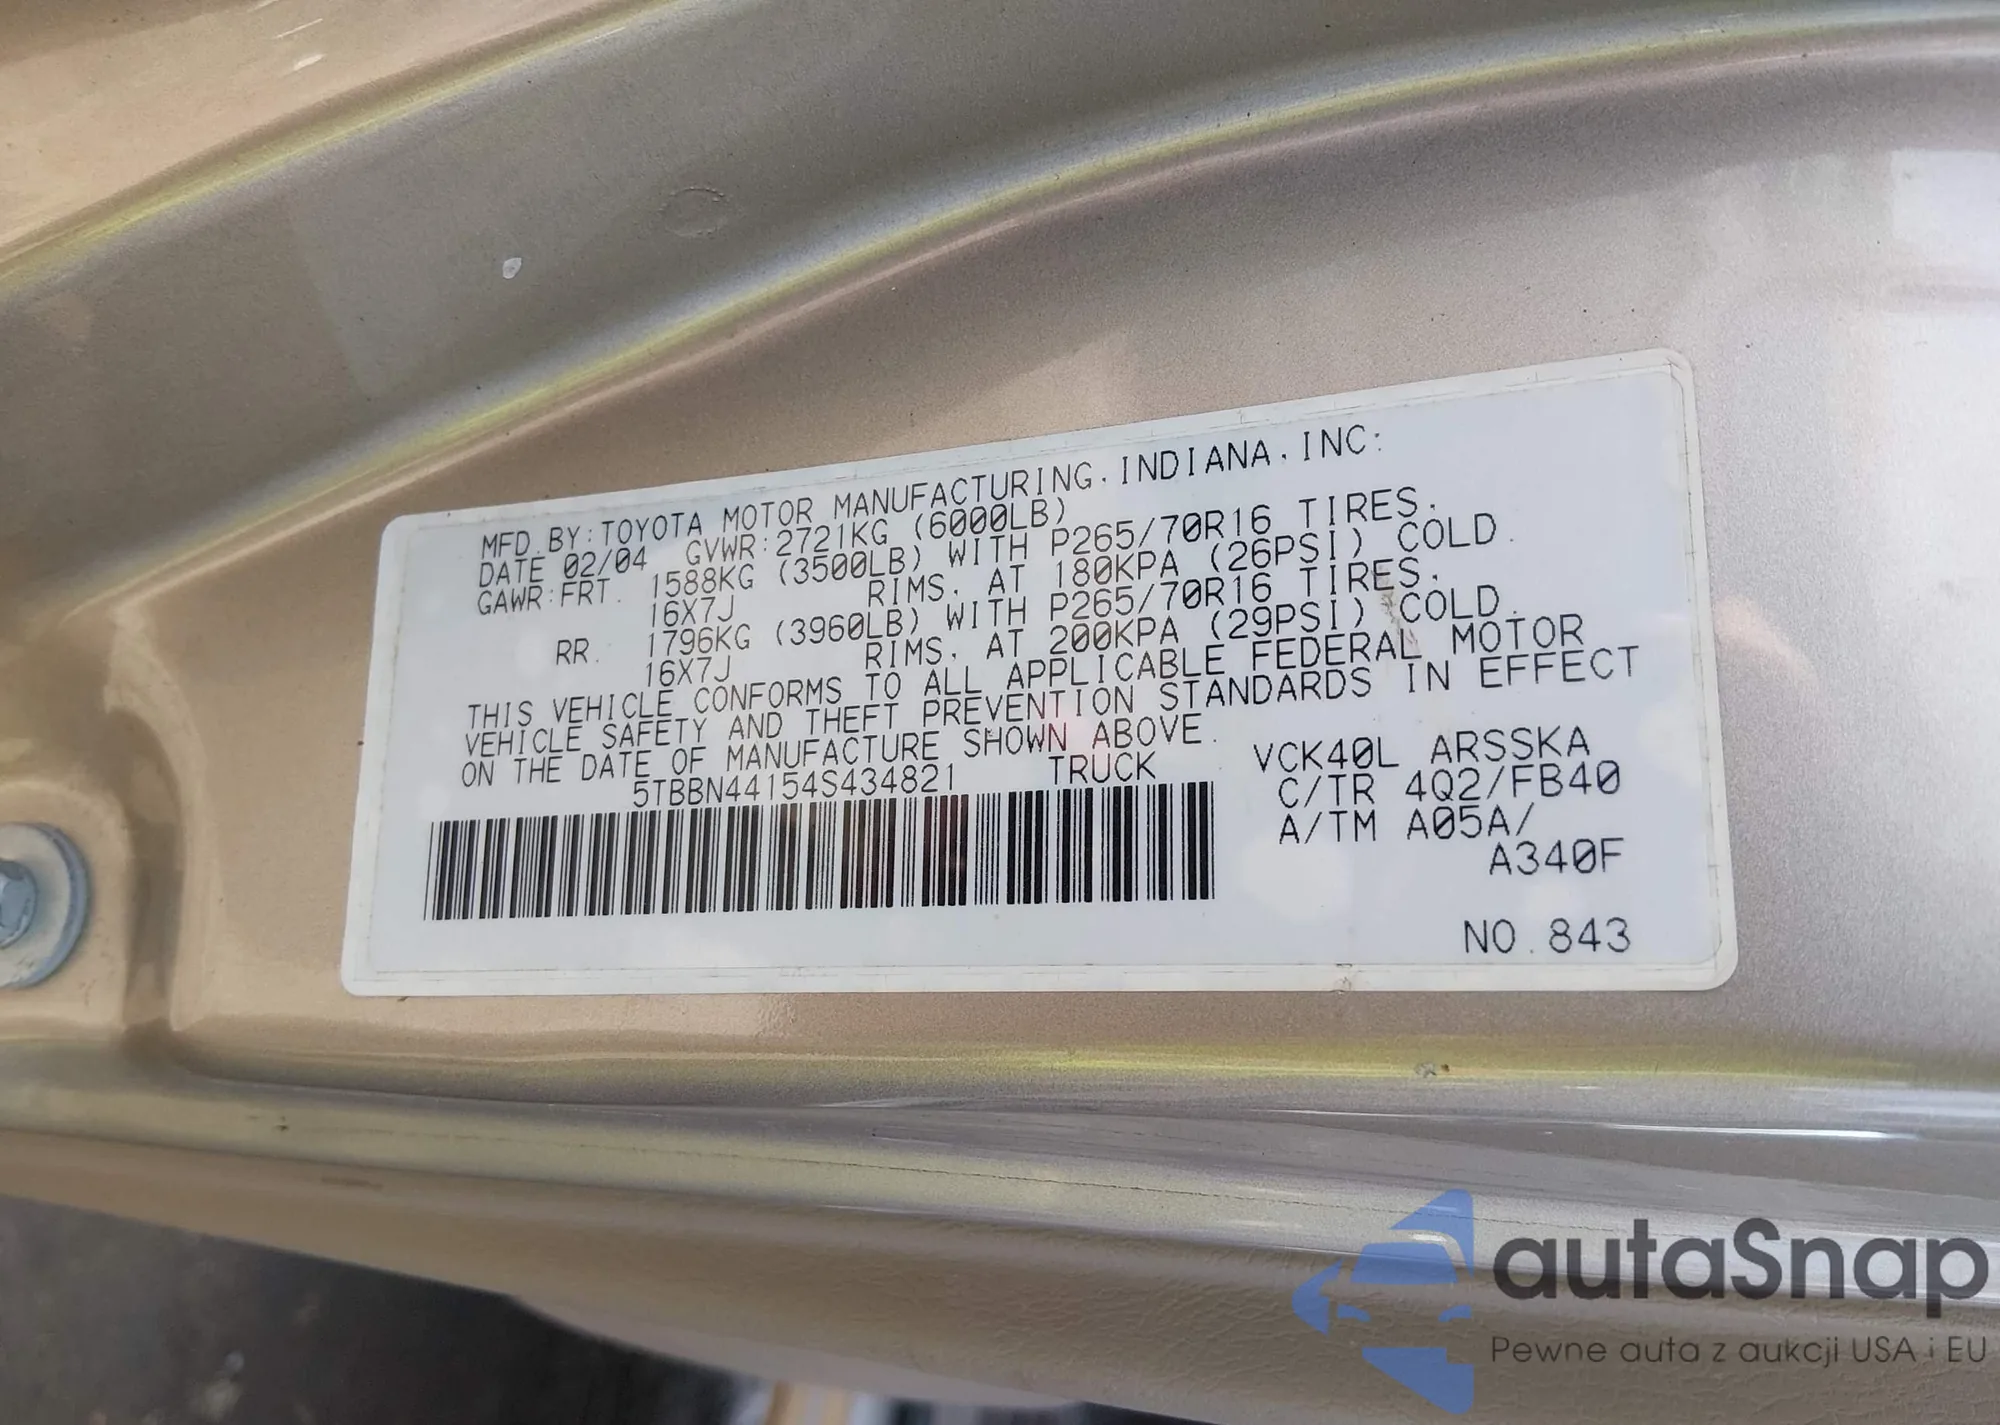 MFD. BY: TOYOTA MOTOR MANUFACTURING. INDIANA. INC:
DATE 02/04 GVWR: 2721KG (6000LB)
GAWR: FRT. 1588KG (3500LB) WITH P265/70R16 TIRES.
16X7J RIMS. AT 180KPA (26PSI) COLD.
RR. 1796KG (3960LB) WITH P265/70R16 TIRES.
16X7J RIMS. AT 200KPA (29PSI) COLD.
THIS VEHICLE CONFORMS TO ALL APPLICABLE FEDERAL MOTOR
VEHICLE SAFETY AND THEFT PREVENTION STANDARDS IN EFFECT
ON THE DATE OF MANUFACTURE SHOWN ABOVE.
5TBBN44154S434821 TRUCK
VCK40L ARSSKA
C/TR 4Q2/FB40
A/TM A05A/
A340F
NO. 843
autaSnap
Pewne auta z aukcji USA i EU